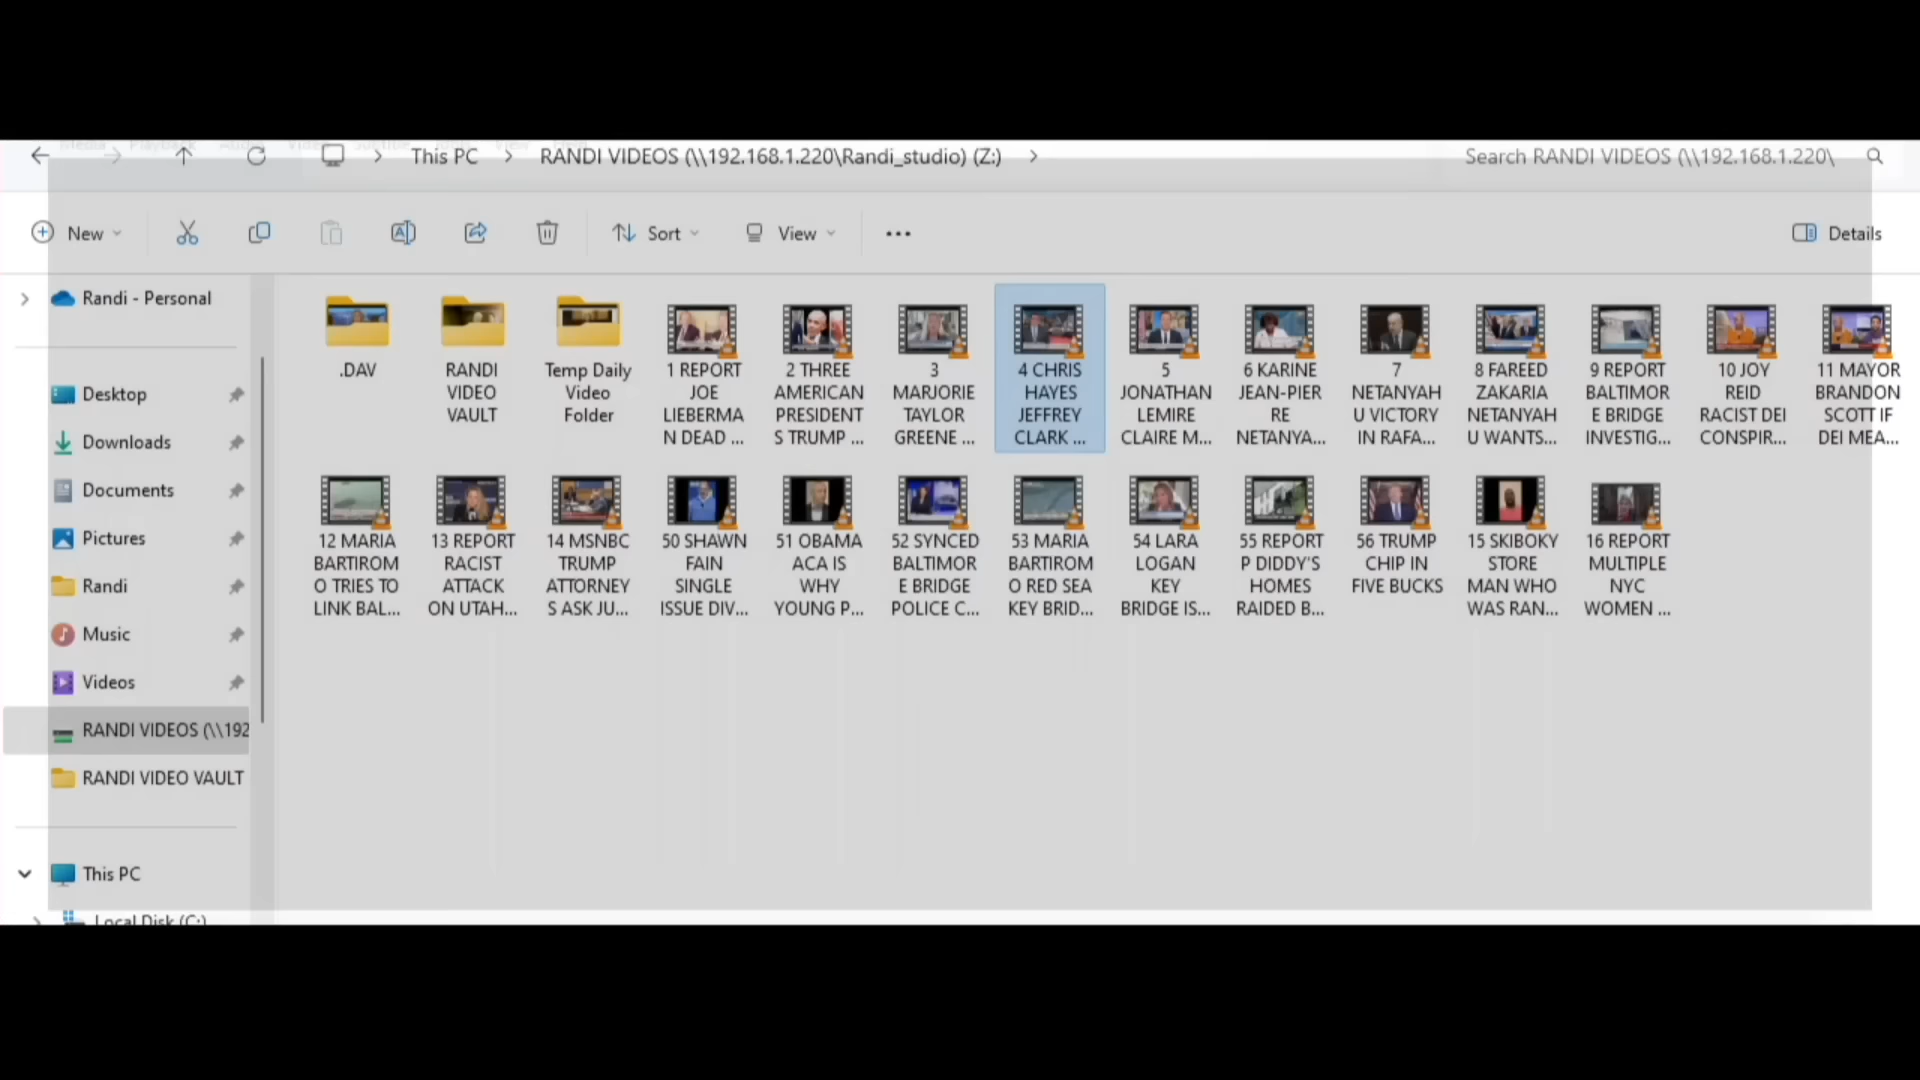 This PC > RANDI VIDEOS (\\192.168.1.220\Randi_studio) (Z:) >
Search RANDI VIDEOS (\\192.168.1.220\
New
Sort
View
Details
Randi - Personal
Desktop
Downloads
Documents
Pictures
Randi
Music
Videos
RANDI VIDEOS (\\192
RANDI VIDEO VAULT
This PC
Local Disk (C:)
.DAV
RANDI
VIDEO
VAULT
Temp Daily
Video
Folder
1 REPORT
JOE
LIEBERMA
N DEAD ...
2 THREE
AMERICAN
PRESIDENT
S TRUMP ...
3
MARJORIE
TAYLOR
GREENE ...
4 CHRIS
HAYES
JEFFREY
CLARK ...
5
JONATHAN
LEMIRE
CLAIRE M...
6 KARINE
JEAN-PIER
RE
NETANYA...
7
NETANYAH
U VICTORY
IN RAFA...
8 FAREED
ZAKARIA
NETANYAH
U WANTS...
9 REPORT
BALTIMOR
E BRIDGE
INVESTIG...
10 JOY
REID
RACIST DEI
CONSPIR...
11 MAYOR
BRANDON
SCOTT IF
DEI MEA...
12 MARIA
BARTIROM
O TRIES TO
LINK BAL...
13 REPORT
RACIST
ATTACK
ON UTAH...
14 MSNBC
TRUMP
ATTORNEY
S ASK JU...
50 SHAWN
FAIN
SINGLE
ISSUE DIV...
51 OBAMA
ACA IS
WHY
YOUNG P...
52 SYNCED
BALTIMOR
E BRIDGE
POLICE C...
53 MARIA
BARTIROM
O RED SEA
KEY BRID...
54 LARA
LOGAN
KEY
BRIDGE IS...
55 REPORT
P DIDDY'S
HOMES
RAIDED B...
56 TRUMP
CHIP IN
FIVE BUCKS
15 SKIBOKY
STORE
MAN WHO
WAS RAN...
16 REPORT
MULTIPLE
NYC
WOMEN ...